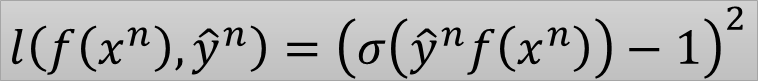 l(f(xⁿ), ŷⁿ) = (σ(ŷⁿf(xⁿ)) − 1)²